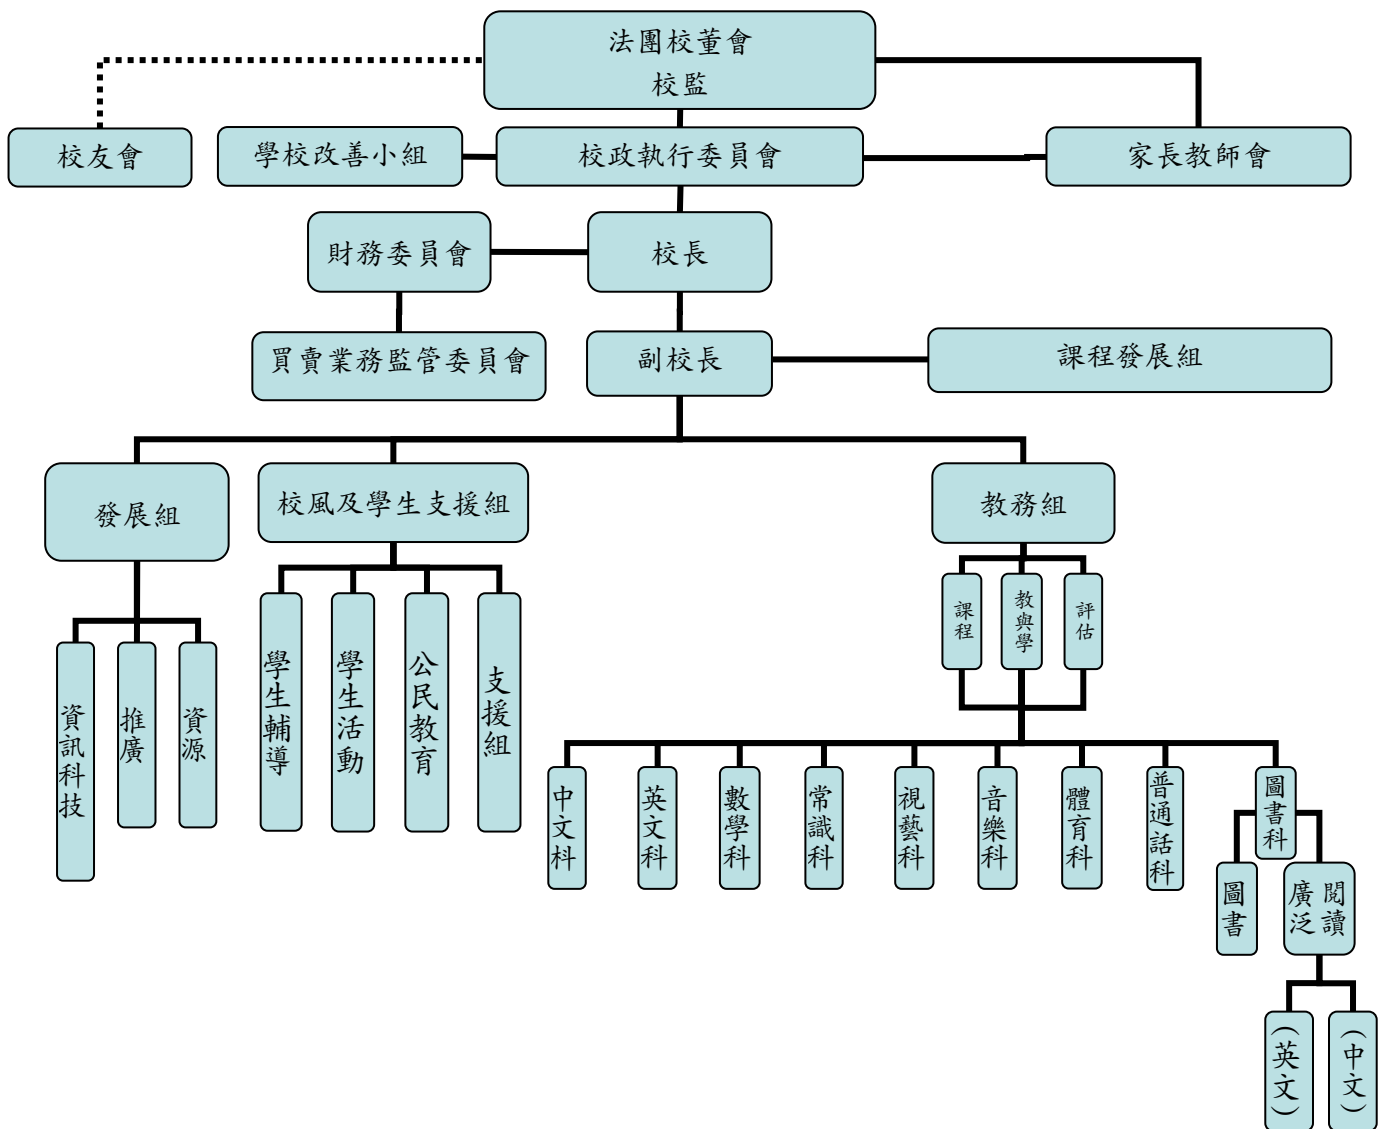 法團校董會
校監
校友會
學校改善小組
校政執行委員會
家長教師會
財務委員會
校長
買賣業務監管委員會
副校長
課程發展組
發展組
校風及學生支援組
教務組
課程
教與學
評估
資訊科技
推廣
資源
學生輔導
學生活動
公民教育
支援組
中文科
英文科
數學科
常識科
視藝科
音樂科
體育科
普通話科
圖書科
圖書
廣泛
閱讀
(英文)
(中文)